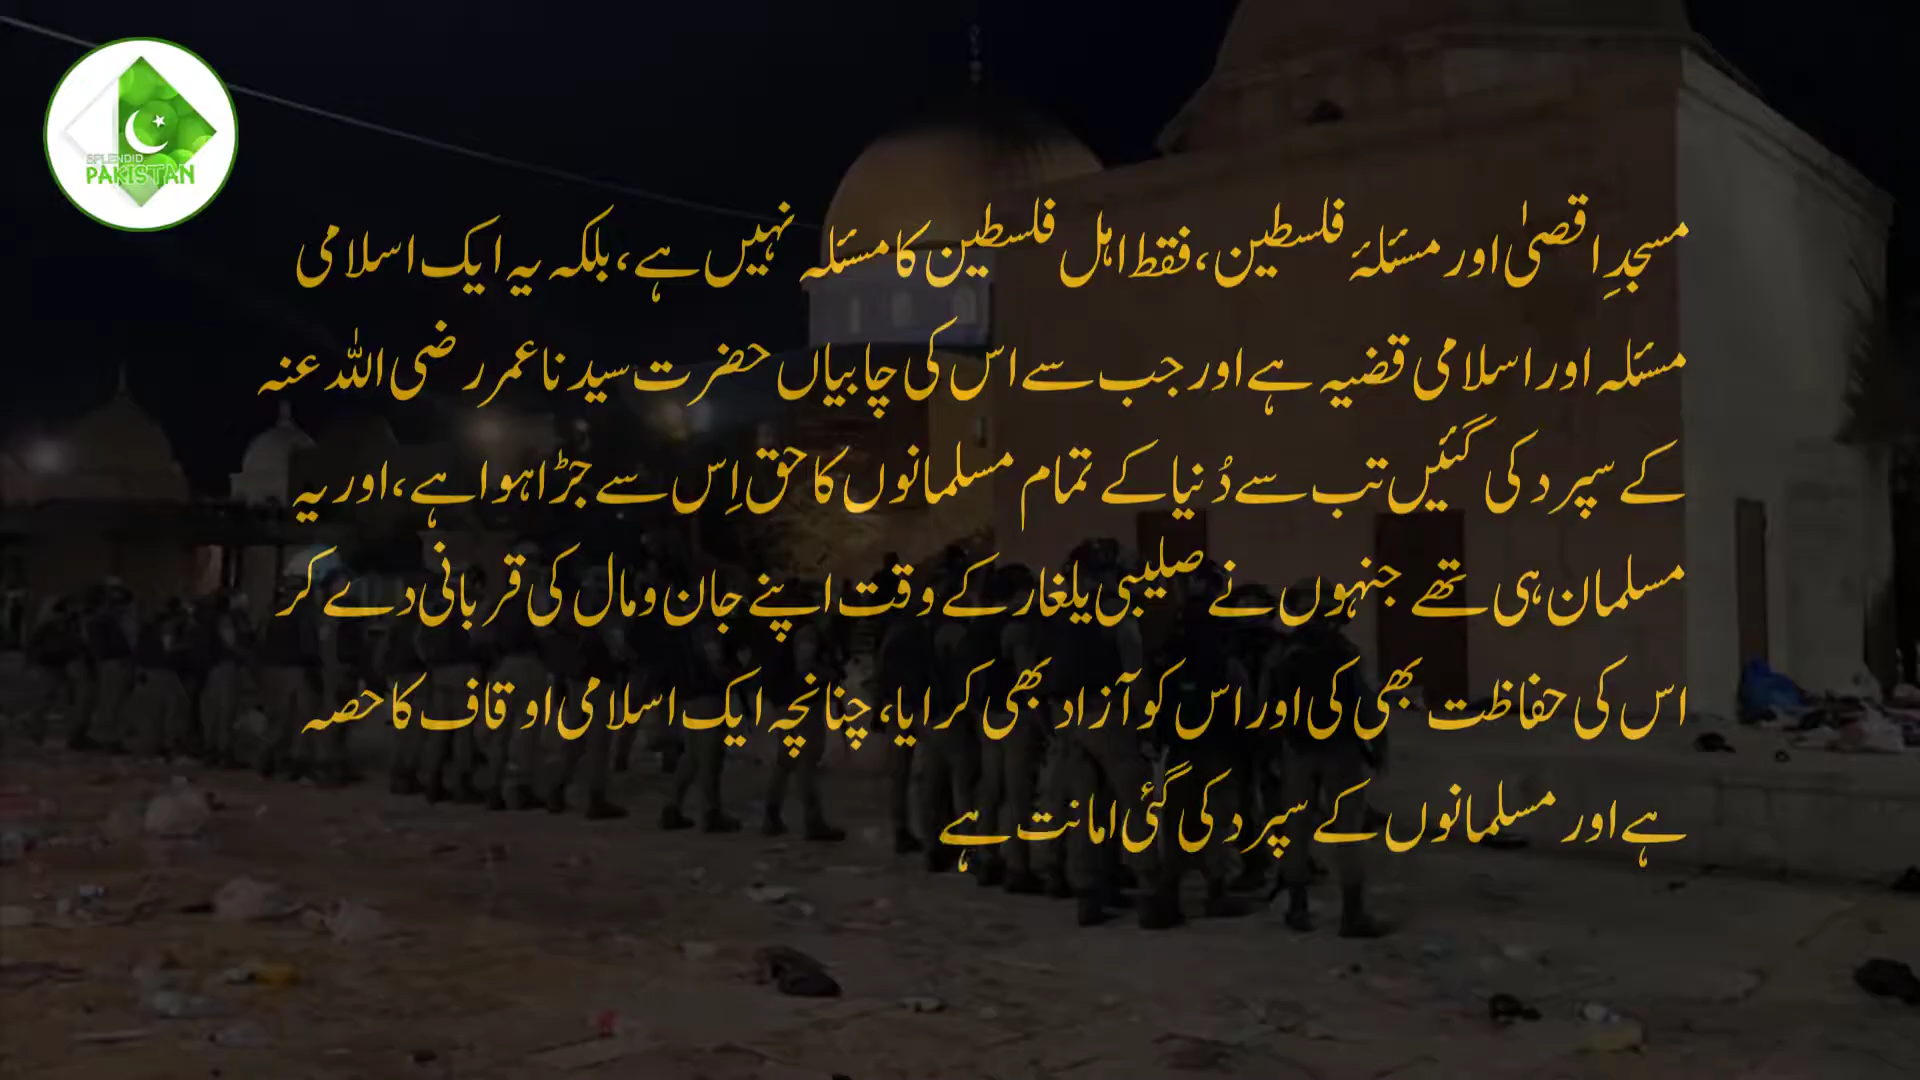 SPLENDID
PAKISTAN
مسجدِ اقصیٰ اور مسئلۂ فلسطین، فقط اہل فلسطین کا مسئلہ نہیں ہے، بلکہ یہ ایک اسلامی
مسئلہ اور اسلامی قضیہ ہے اور جب سے اس کی چابیاں حضرت سیدنا عمر رضی اللہ عنہ
کے سپرد کی گئیں تب سے دُنیا کے تمام مسلمانوں کا حق اِس سے جڑا ہوا ہے، اور یہ
مسلمان ہی تھے جنہوں نے صلیبی یلغار کے وقت اپنے جان و مال کی قربانی دے کر
اس کی حفاظت بھی کی اور اس کو آزاد بھی کرایا، چنانچہ ایک اسلامی اوقاف کا حصہ
ہے اور مسلمانوں کے سپرد کی گئی امانت ہے